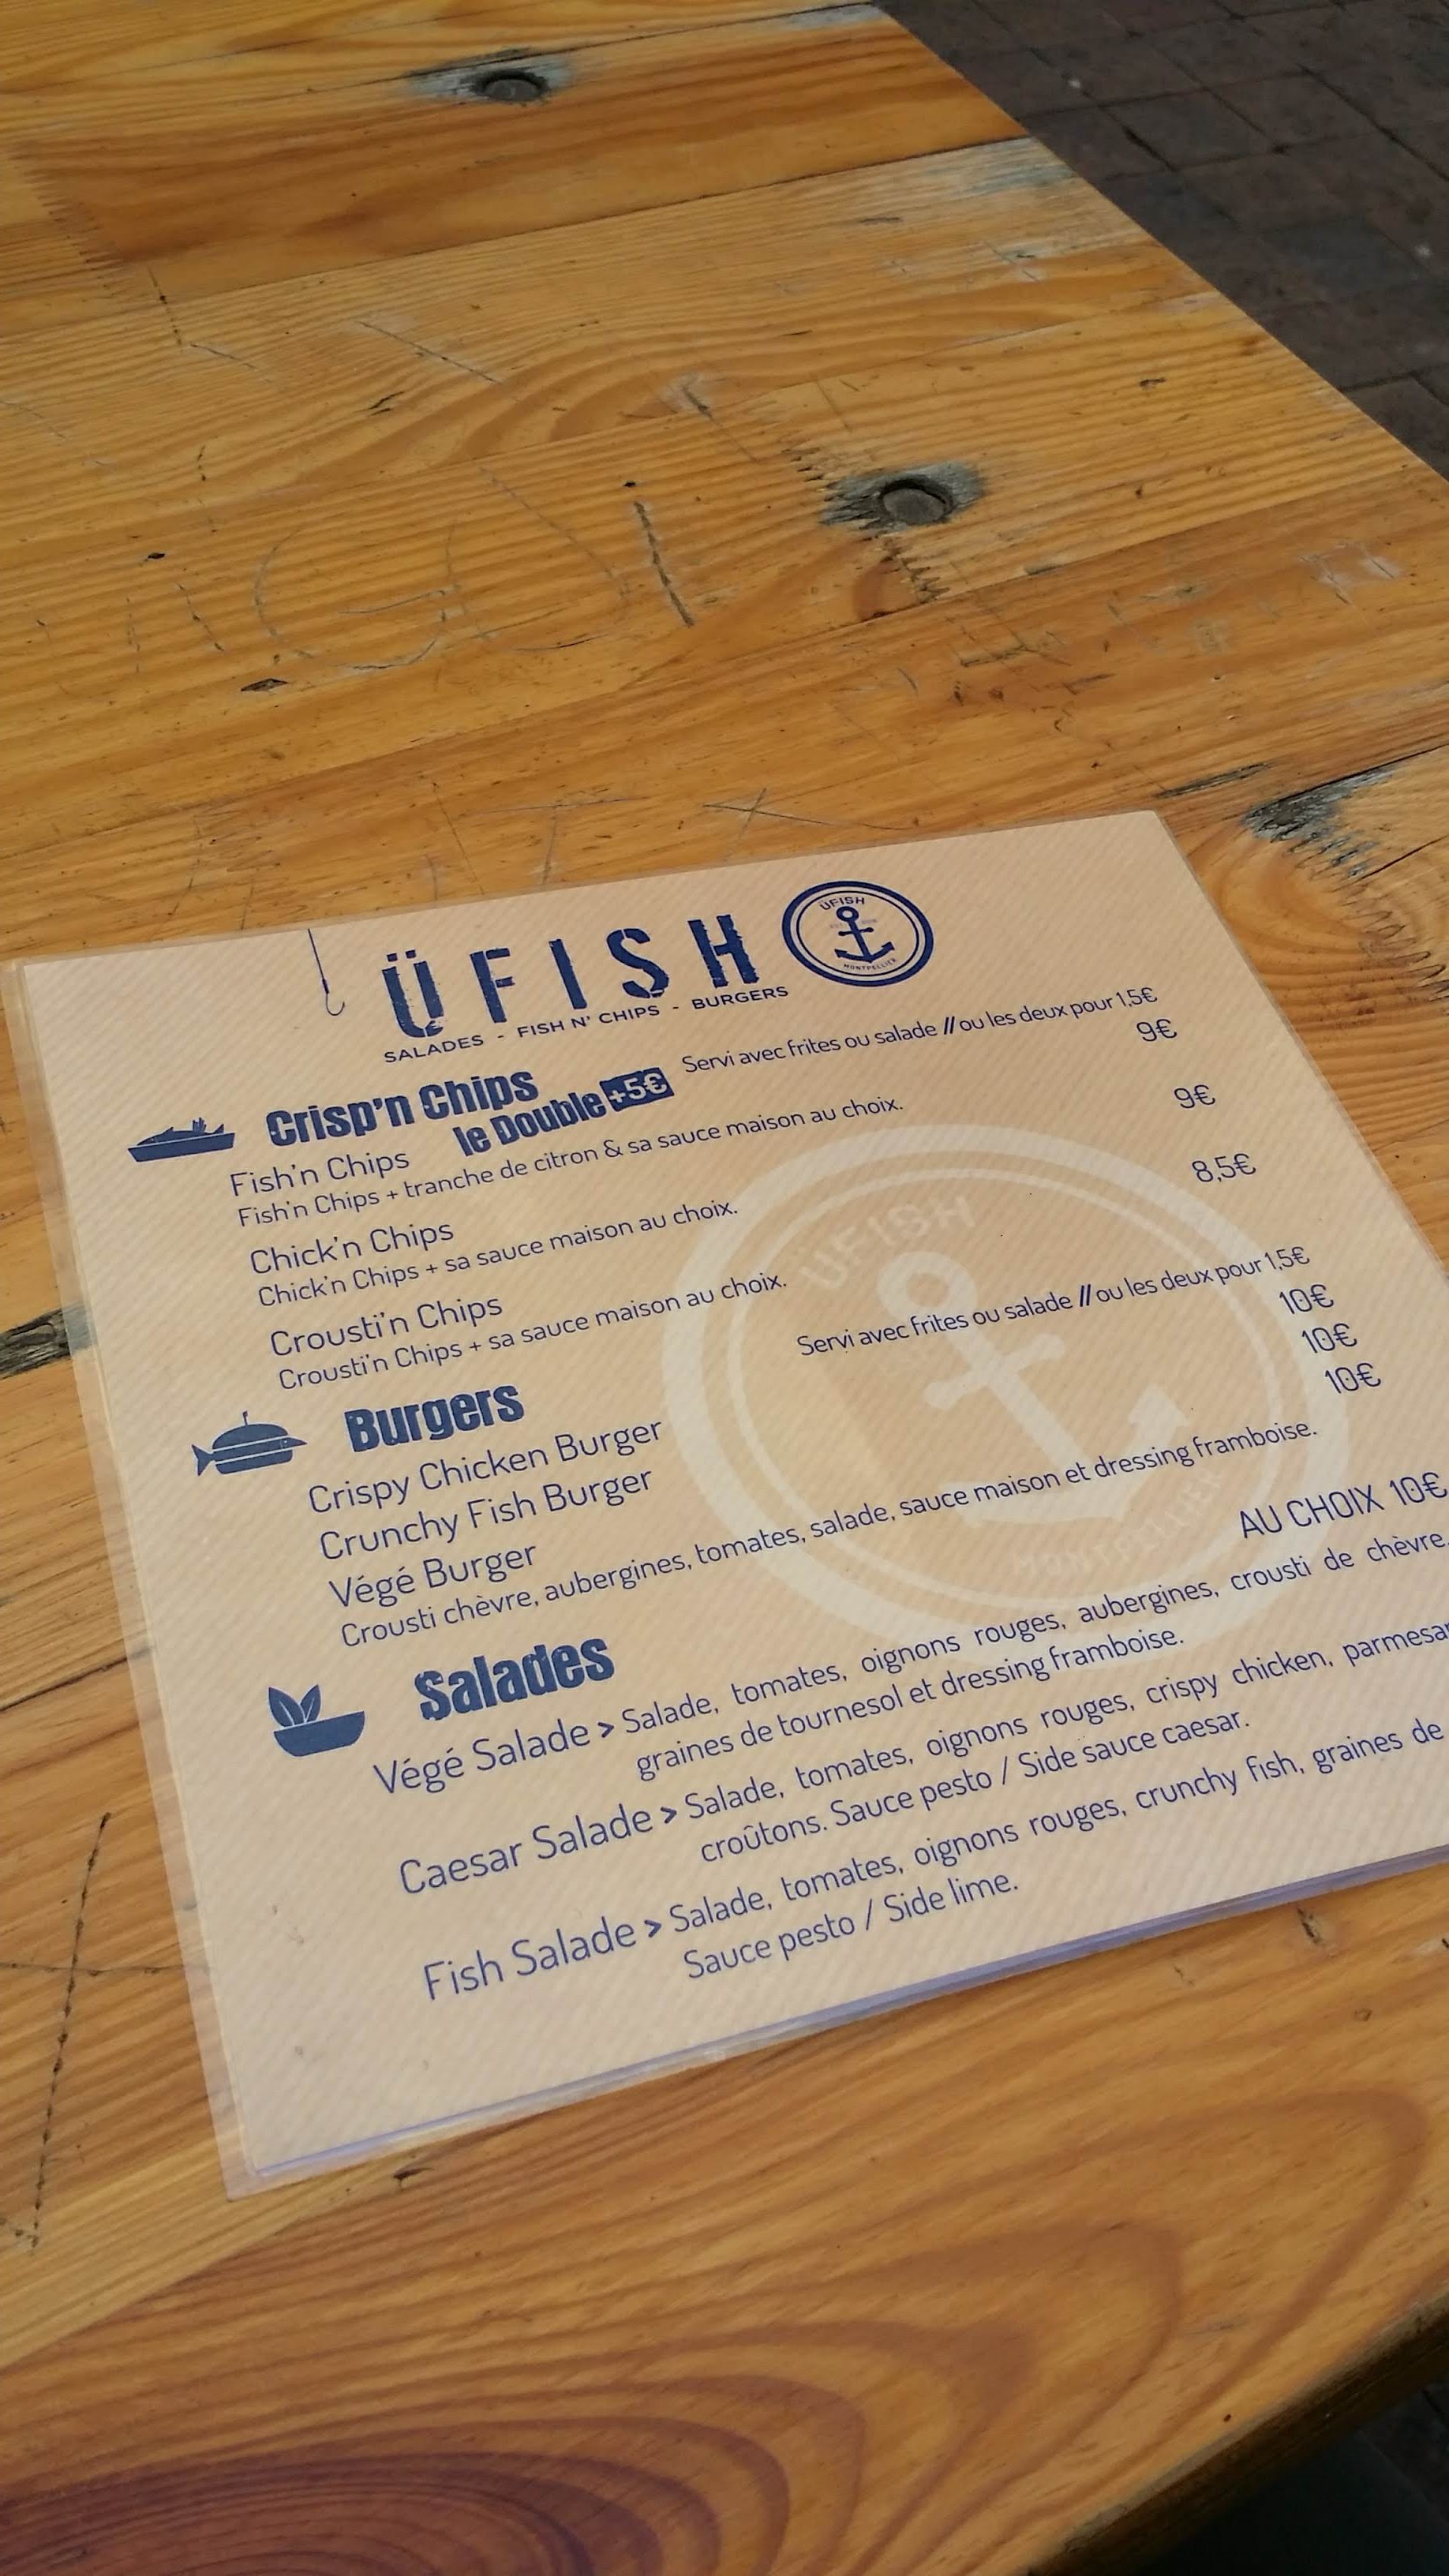 ÜFISH
ÜFISH
MONTPELLIER
SALADES - FISH N' CHIPS - BURGERS
Crisp'n Chips
le Double +5€
Servi avec frites ou salade // ou les deux pour 1,5€
Fish'n Chips 9€
Fish'n Chips + tranche de citron & sa sauce maison au choix.
Chick'n Chips 9€
Chick'n Chips + sa sauce maison au choix.
Crousti'n Chips 8,5€
Crousti'n Chips + sa sauce maison au choix.
Burgers
Servi avec frites ou salade // ou les deux pour 1,5€
Crispy Chicken Burger 10€
Crunchy Fish Burger 10€
Végé Burger 10€
Crousti chèvre, aubergines, tomates, salade, sauce maison et dressing framboise.
Salades
AU CHOIX 10€
Végé Salade > Salade, tomates, oignons rouges, aubergines, crousti de chèvre,
graines de tournesol et dressing framboise.
Caesar Salade > Salade, tomates, oignons rouges, crispy chicken, parmesan
croûtons. Sauce pesto / Side sauce caesar.
Fish Salade > Salade, tomates, oignons rouges, crunchy fish, graines de
Sauce pesto / Side lime.